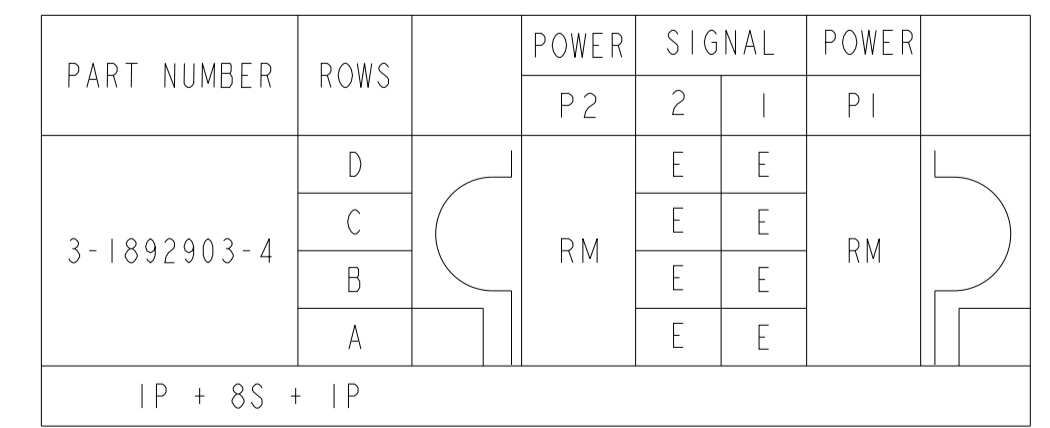 PART NUMBER ROWS POWER SIGNAL POWER
P2 2 1 P1
3-1892903-4 D RM E E RM
C E E
B E E
A E E
1P + 8S + 1P